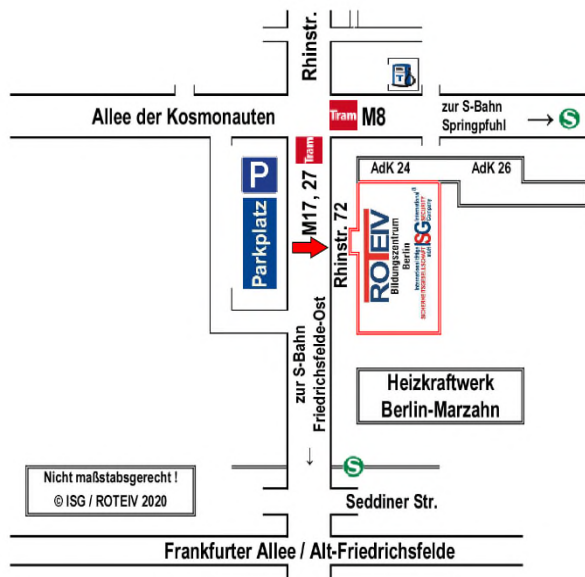 Rhinstr.
Allee der Kosmonauten
Tram
M8
zur S-Bahn
Springpfuhl
S
Tram
M17, 27
P
Parkplatz
Rhinstr. 72
AdK 24
AdK 26
ROTEIV
Bildungszentrum
Berlin
ISG
SICHERHEITSGESELLSCHAFT
zur S-Bahn
Friedrichsfelde-Ost
Heizkraftwerk
Berlin-Marzahn
S
Nicht maßstabsgerecht !
© ISG / ROTEIV 2020
Seddiner Str.
Frankurter Allee / Alt-Friedrichsfelde